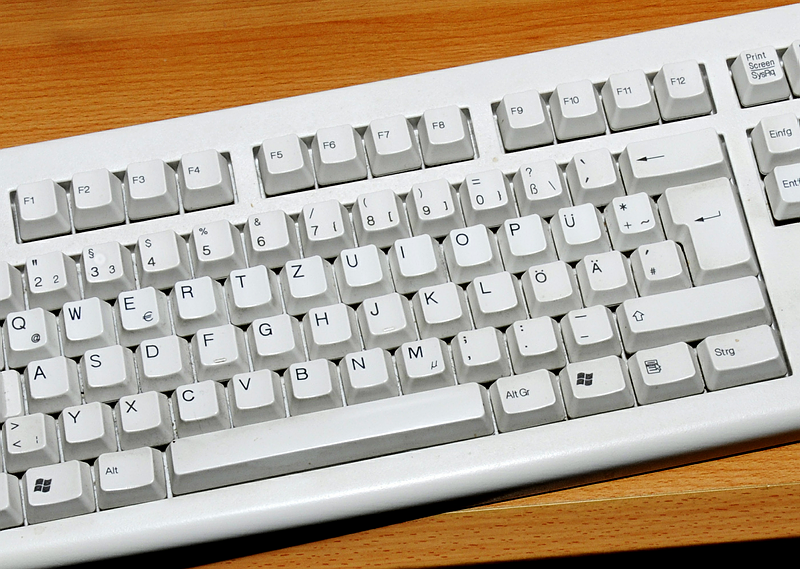 F1 F2 F3 F4 F5 F6 F7 F8 F9 F10 F11 F12 Print
Screen
SysRq
" § $ % & / ( ) = ? `
2 ² 3 ³ 4 5 6 7 { 8 [ 9 ] 0 } ß \ ´ ← Einfg
Q @ W E € R T Z U I O P Ü * + ~ Entf
A S D F G H J K L Ö Ä ' #
> < Y X C V B N M µ ; , : . _ - ⇧
Alt Alt Gr Strg